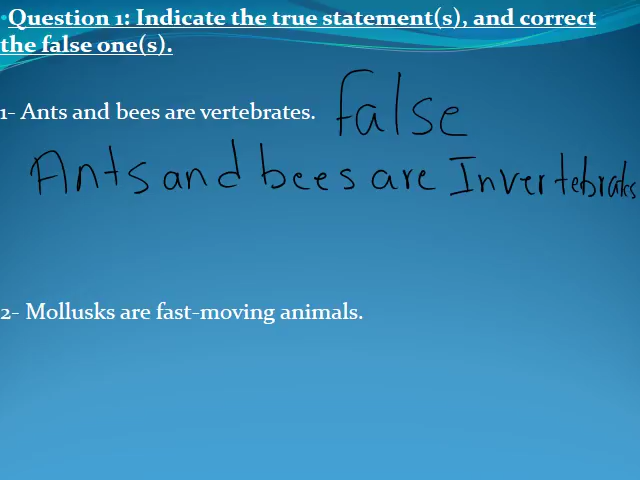 •Question 1: Indicate the true statement(s), and correct
the false one(s).
1- Ants and bees are vertebrates. false
Ants and bees are Invertebrates
2- Mollusks are fast-moving animals.